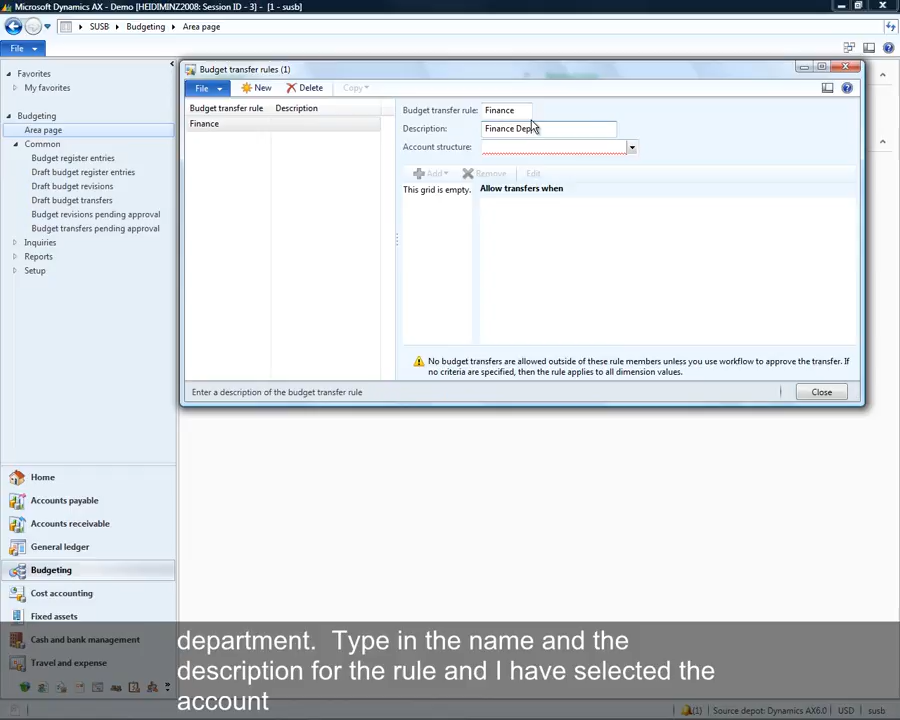 Microsoft Dynamics AX - Demo [HEIDIMINZ2008: Session ID - 3] - [1 - susb]
SUSB
Budgeting
Area page
File
Favorites
My favorites
Budgeting
Area page
Common
Budget register entries
Draft budget register entries
Draft budget revisions
Draft budget transfers
Budget revisions pending approval
Budget transfers pending approval
Inquiries
Reports
Setup
Budget transfer rules (1)
File
New
Delete
Copy
Budget transfer rule
Description
Finance
Budget transfer rule:
Finance
Description:
Finance Dept
Account structure:
Add
Remove
Edit
This grid is empty.
Allow transfers when
No budget transfers are allowed outside of these rule members unless you use workflow to approve the transfer. If
no criteria are specified, then the rule applies to all dimension values.
Enter a description of the budget transfer rule
Close
Home
Accounts payable
Accounts receivable
General ledger
Budgeting
Cost accounting
Fixed assets
Cash and bank management
Travel and expense
department. Type in the name and the
description for the rule and I have selected the
account
(1)
Source depot: Dynamics AX6.0
USD
susb